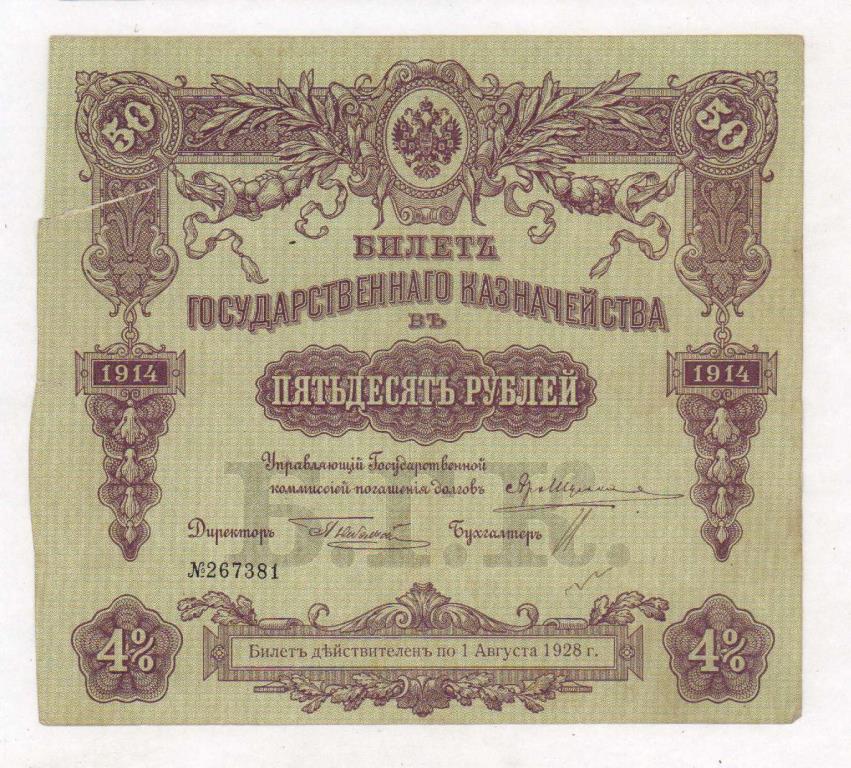 50 50
БИЛЕТЪ
ГОСУДАРСТВЕННАГО КАЗНАЧЕЙСТВА
ВЪ
1914 1914
ПЯТЬДЕСЯТЪ РУБЛЕЙ
Управляющій Государственной
коммиссіей погашенія долговъ
Б.Г.К.
Директоръ Бухгалтеръ
№267381
4% 4%
Билетъ дѣйствителенъ по 1 Августа 1928 г.